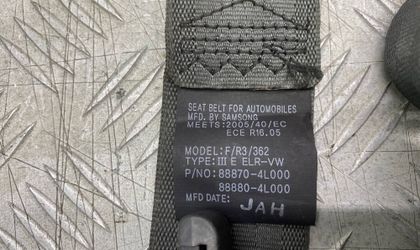 SEAT BELT FOR AUTOMOBILES
MFD. BY SAMSONG
MEETS: 2005/40/EC
ECE R16.05
MODEL: F/R3/362
TYPE: III E ELR-VW
P/NO: 88870-4L000
88880-4L000
MFD DATE: JAH